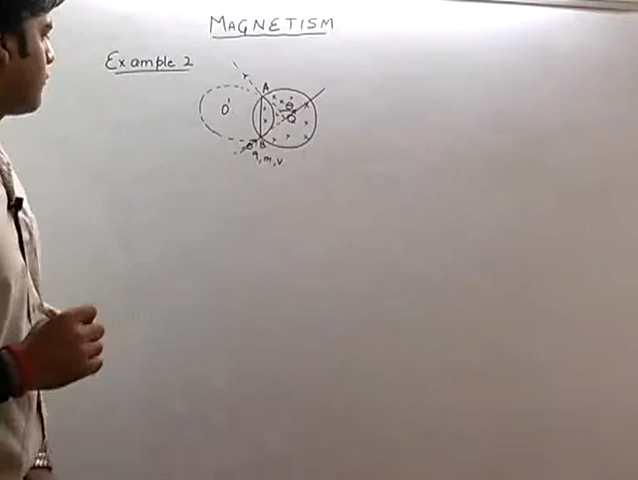 MAGNETISM
Example 2
A
O'
θ
O
B
q, m, v